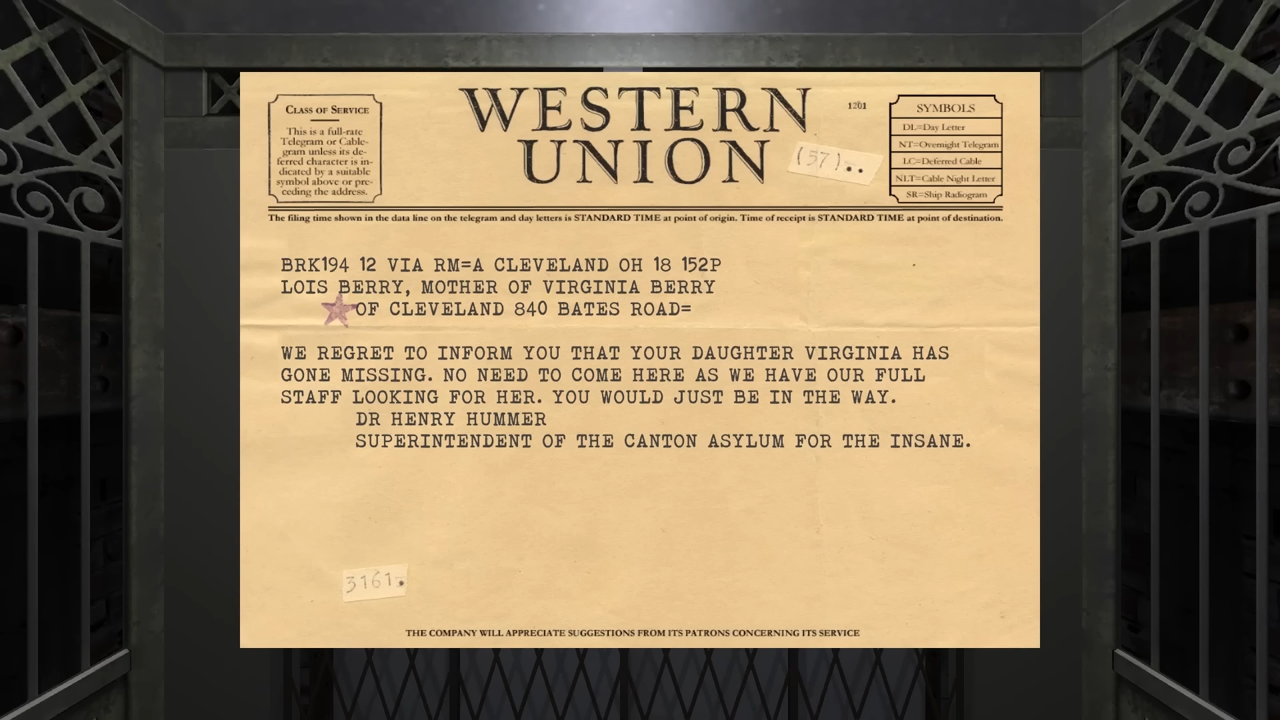 CLASS OF SERVICE
This is a full-rate
Telegram or Cable-
gram unless its de-
ferred character is in-
dicated by a suitable
symbol above or pre-
ceding the address.
WESTERN
UNION
1201
(57)..
SYMBOLS
DL=Day Letter
NT=Overnight Telegram
LC=Deferred Cable
NLT=Cable Night Letter
SR=Ship Radiogram
The filing time shown in the data line on the telegram and day letters is STANDARD TIME at point of origin. Time of receipt is STANDARD TIME at point of destination.
BRK194 12 VIA RM=A CLEVELAND OH 18 152P
LOIS BERRY, MOTHER OF VIRGINIA BERRY
OF CLEVELAND 840 BATES ROAD=
WE REGRET TO INFORM YOU THAT YOUR DAUGHTER VIRGINIA HAS
GONE MISSING. NO NEED TO COME HERE AS WE HAVE OUR FULL
STAFF LOOKING FOR HER. YOU WOULD JUST BE IN THE WAY.
DR HENRY HUMMER
SUPERINTENDENT OF THE CANTON ASYLUM FOR THE INSANE.
3161.
THE COMPANY WILL APPRECIATE SUGGESTIONS FROM ITS PATRONS CONCERNING ITS SERVICE